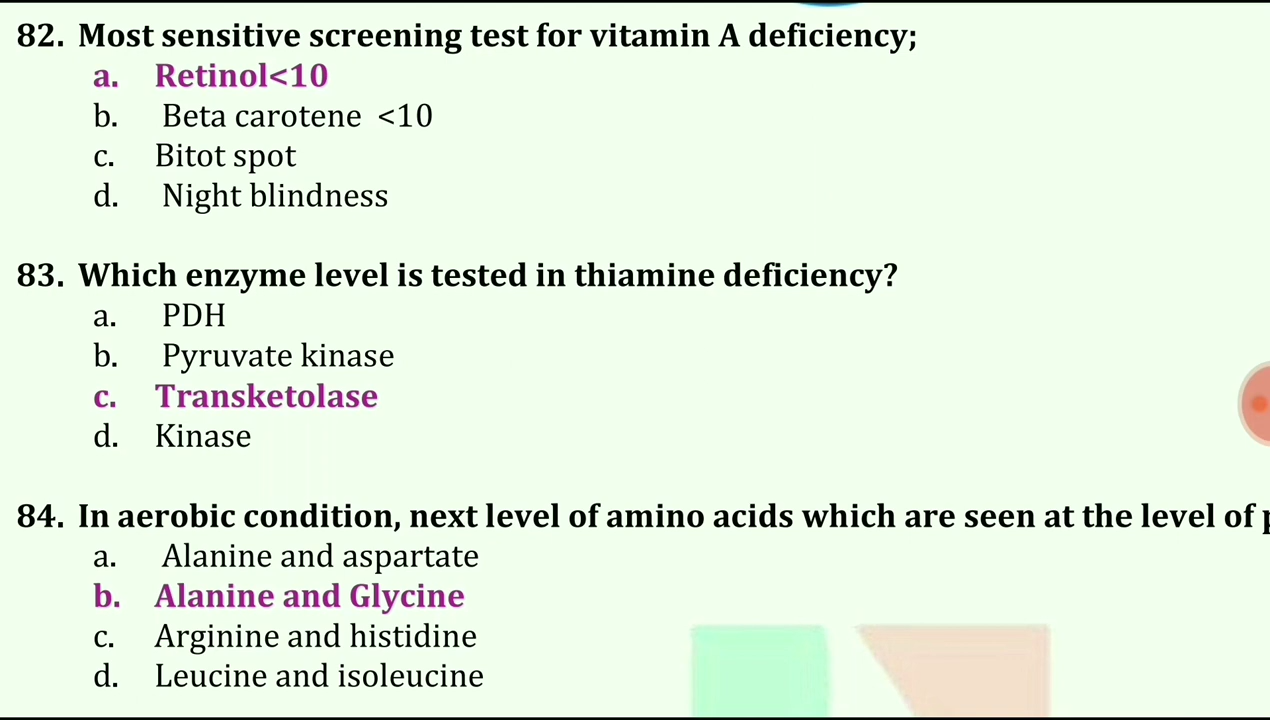 82. Most sensitive screening test for vitamin A deficiency;
a. Retinol<10
b. Beta carotene <10
c. Bitot spot
d. Night blindness
83. Which enzyme level is tested in thiamine deficiency?
a. PDH
b. Pyruvate kinase
c. Transketolase
d. Kinase
84. In aerobic condition, next level of amino acids which are seen at the level of
a. Alanine and aspartate
b. Alanine and Glycine
c. Arginine and histidine
d. Leucine and isoleucine